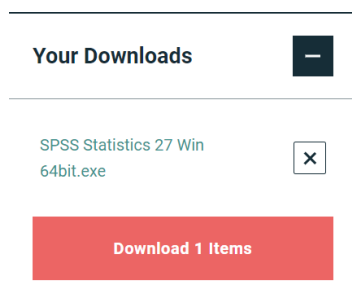 Your Downloads
SPSS Statistics 27 Win
64bit.exe
Download 1 Items